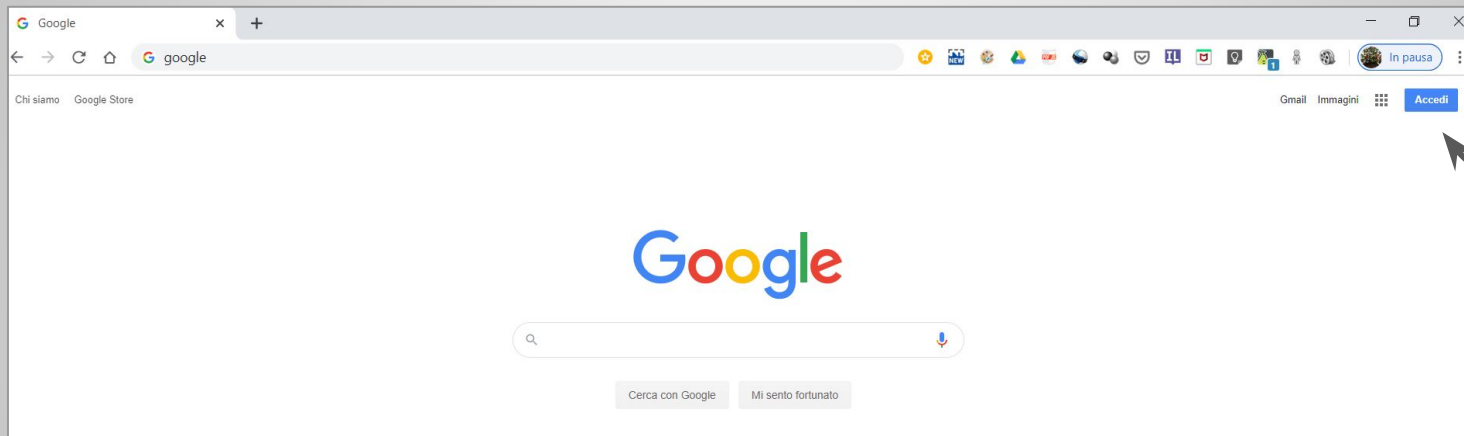 Google
google
In pausa
Chi siamo Google Store
Gmail Immagini Accedi
Google
Cerca con Google Mi sento fortunato